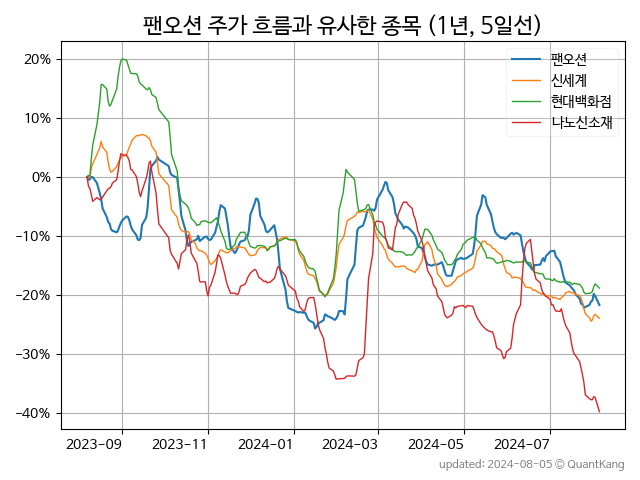 팬오션 주가 흐름과 유사한 종목 (1년, 5일선)
팬오션
신세계
현대백화점
나노신소재
20%
10%
0%
−10%
−20%
−30%
−40%
2023-09
2023-11
2024-01
2024-03
2024-05
2024-07
updated: 2024-08-05 © QuantKang